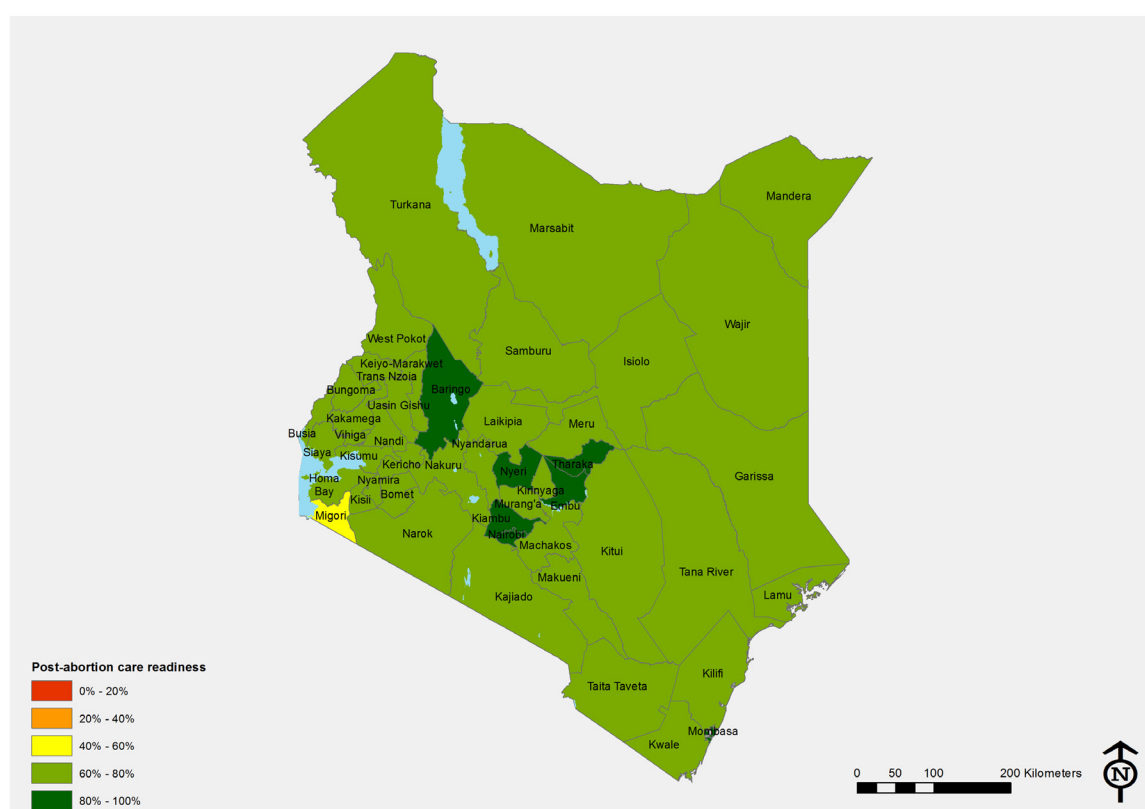 Mandera
Turkana
Marsabit
Wajir
West Pokot
Samburu
Isiolo
Keiyo-Marakwet
Trans Nzoia
Baringo
Bungoma
Uasin Gishu
Kakamega
Laikipia
Meru
Busia
Vihiga
Nandi
Nyandarua
Siaya
Kisumu
Kericho
Nakuru
Nyeri
Tharaka
Garissa
Homa
Bay
Nyamira
Kirinyaga
Kisii
Bomet
Murang'a
Embu
Migori
Kiambu
Narok
Nairobi
Machakos
Kitui
Makueni
Tana River
Kajiado
Lamu
Kilifi
Taita Taveta
Mombasa
Kwale
Post-abortion care readiness
0% - 20%
20% - 40%
40% - 60%
60% - 80%
80% - 100%
0 50 100 200 Kilometers
N